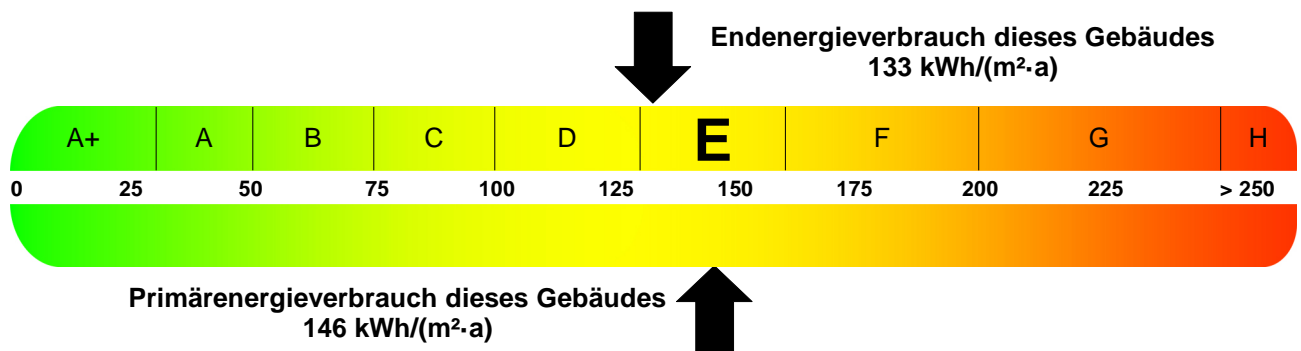 Endenergieverbrauch dieses Gebäudes
133 kWh/(m²·a)
A+ A B C D E F G H
0 25 50 75 100 125 150 175 200 225 > 250
Primärenergieverbrauch dieses Gebäudes
146 kWh/(m²·a)